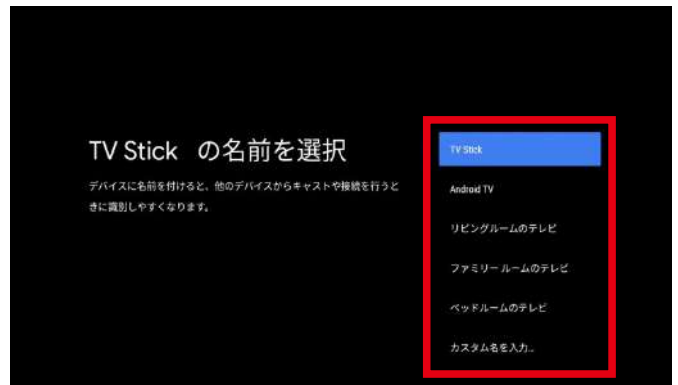 TV Stick の名前を選択
デバイスに名前を付けると、他のデバイスからキャストや接続を行うと
きに識別しやすくなります。
TV Stick
Android TV
リビングルームのテレビ
ファミリー ルームのテレビ
ベッドルームのテレビ
カスタム名を入力...